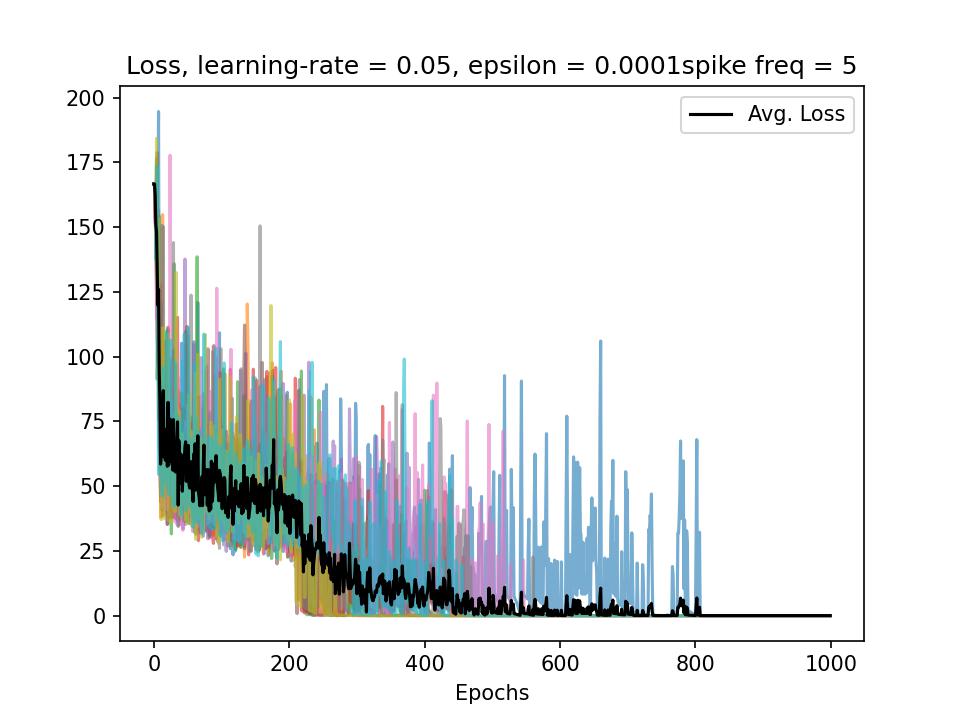 Loss, learning-rate = 0.05, epsilon = 0.0001spike freq = 5
200
175
150
125
100
75
50
25
0
Avg. Loss
0 200 400 600 800 1000
Epochs